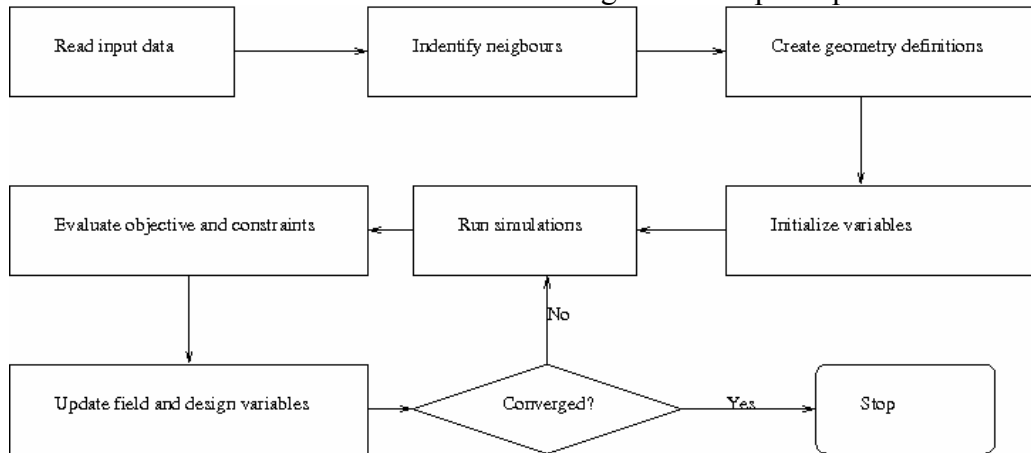 Read input data
Indentify neigbours
Create geometry definitions
Evaluate objective and constraints
Run simulations
Initialize variables
No
Update field and design variables
Converged?
Yes
Stop